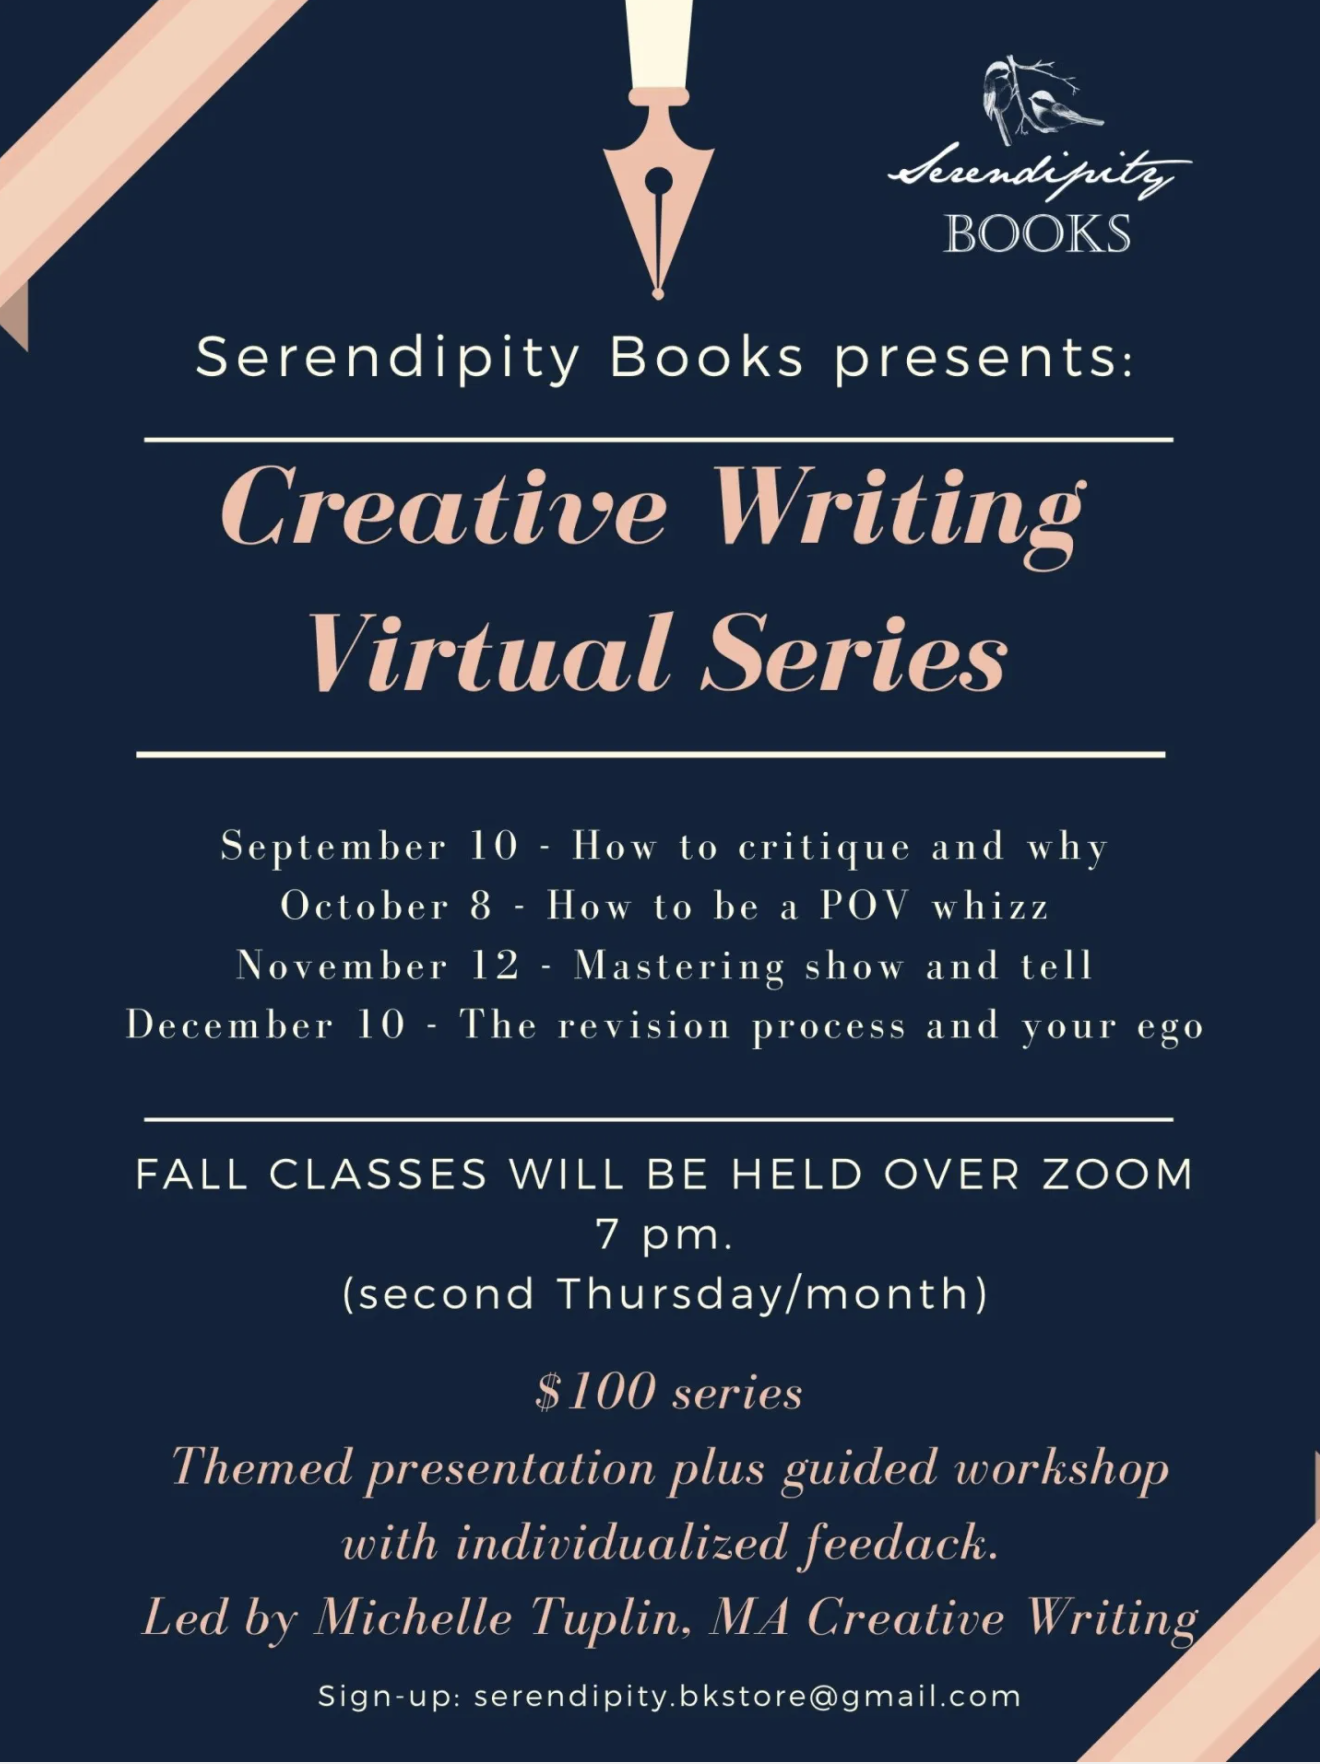 Serendipity
BOOKS
Serendipity Books presents:
Creative Writing
Virtual Series
September 10 - How to critique and why
October 8 - How to be a POV whizz
November 12 - Mastering show and tell
December 10 - The revision process and your ego
FALL CLASSES WILL BE HELD OVER ZOOM
7 pm.
(second Thursday/month)
$100 series
Themed presentation plus guided workshop
with individualized feedack.
Led by Michelle Tuplin, MA Creative Writing
Sign-up: serendipity.bkstore@gmail.com